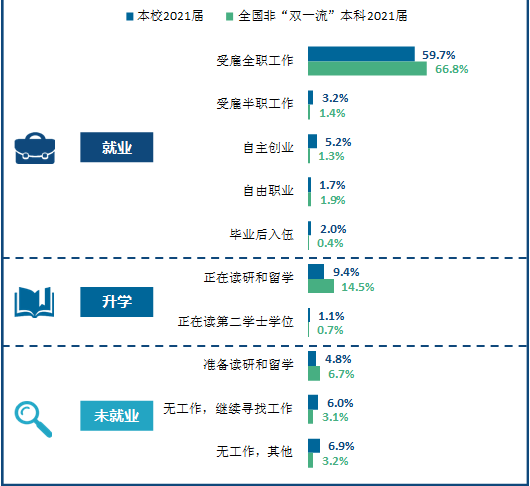 本校2021届 全国非“双一流”本科2021届
受雇全职工作 59.7%
66.8%
受雇半职工作 3.2%
1.4%
就业 自主创业 5.2%
1.3%
自由职业 1.7%
1.9%
毕业后入伍 2.0%
0.4%
正在读研和留学 9.4%
14.5%
升学
正在读第二学士学位 1.1%
0.7%
准备读研和留学 4.8%
6.7%
未就业 无工作，继续寻找工作 6.0%
3.1%
无工作，其他 6.9%
3.2%